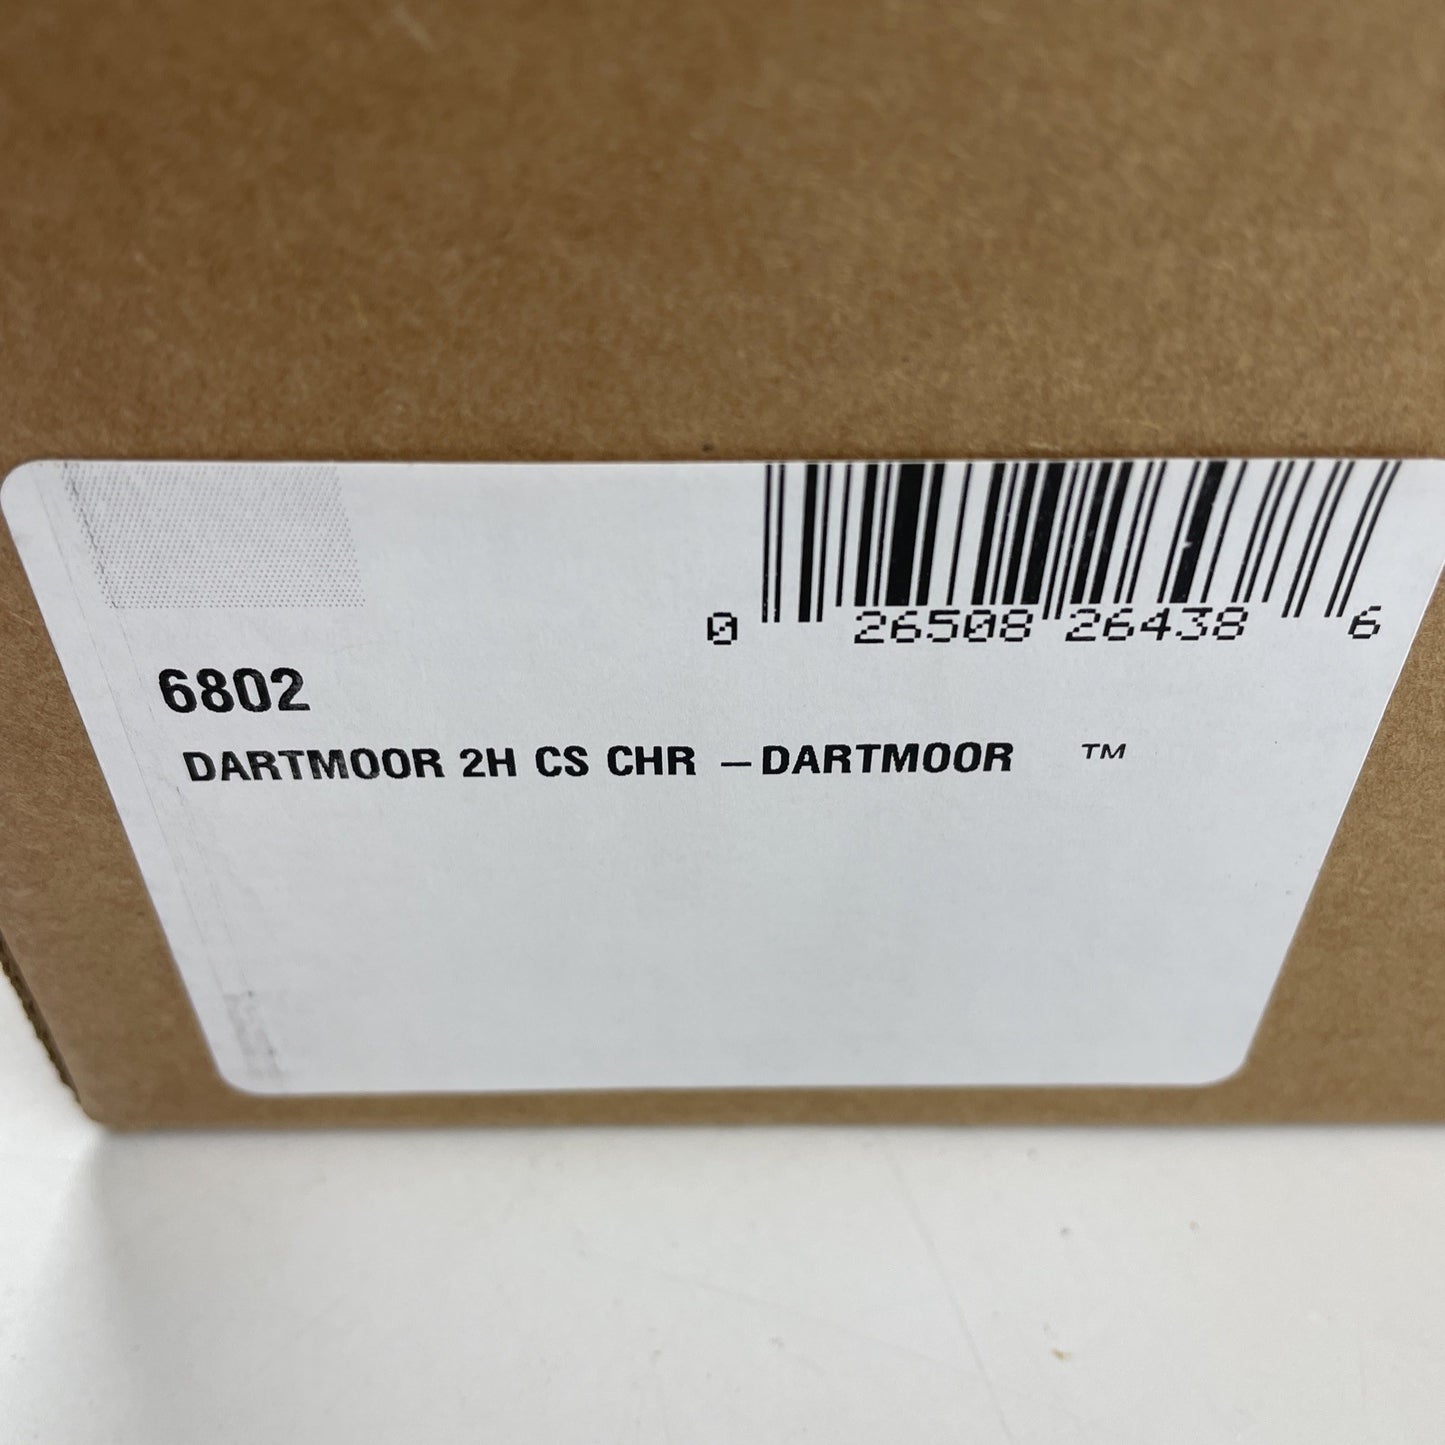 0 26508 26438 6
6802
DARTMOOR 2H CS CHR –DARTMOOR ™